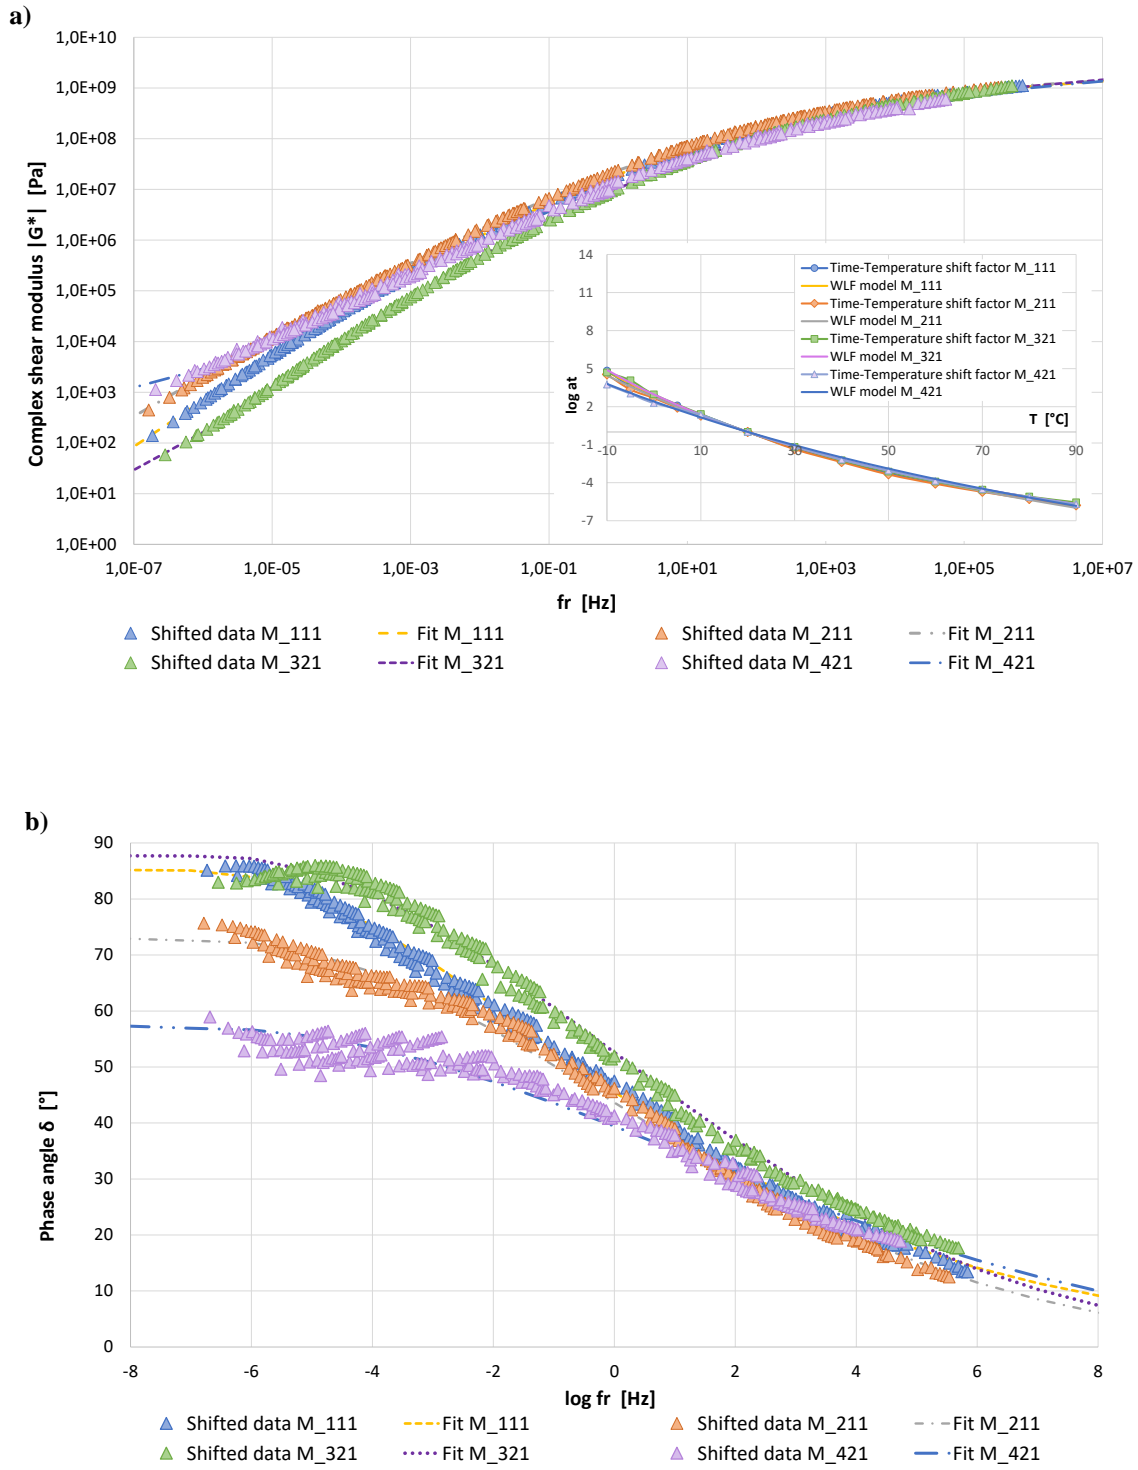 a)
1,0E+10
1,0E+09
1,0E+08
1,0E+07
1,0E+06
1,0E+05
1,0E+04
1,0E+03
1,0E+02
1,0E+01
1,0E+00
Complex shear modulus |G*| [Pa]
1,0E-07 1,0E-05 1,0E-03 1,0E-01 1,0E+01 1,0E+03 1,0E+05 1,0E+07
fr [Hz]
14
11
8
5
2
-1
-4
-7
log at
-10 10 30 50 70 90
T [°C]
Time-Temperature shift factor M_111
WLF model M_111
Time-Temperature shift factor M_211
WLF model M_211
Time-Temperature shift factor M_321
WLF model M_321
Time-Temperature shift factor M_421
WLF model M_421
Shifted data M_111 Fit M_111 Shifted data M_211 Fit M_211
Shifted data M_321 Fit M_321 Shifted data M_421 Fit M_421
b)
90
80
70
60
50
40
30
20
10
0
Phase angle δ [°]
-8 -6 -4 -2 0 2 4 6 8
log fr [Hz]
Shifted data M_111 Fit M_111 Shifted data M_211 Fit M_211
Shifted data M_321 Fit M_321 Shifted data M_421 Fit M_421